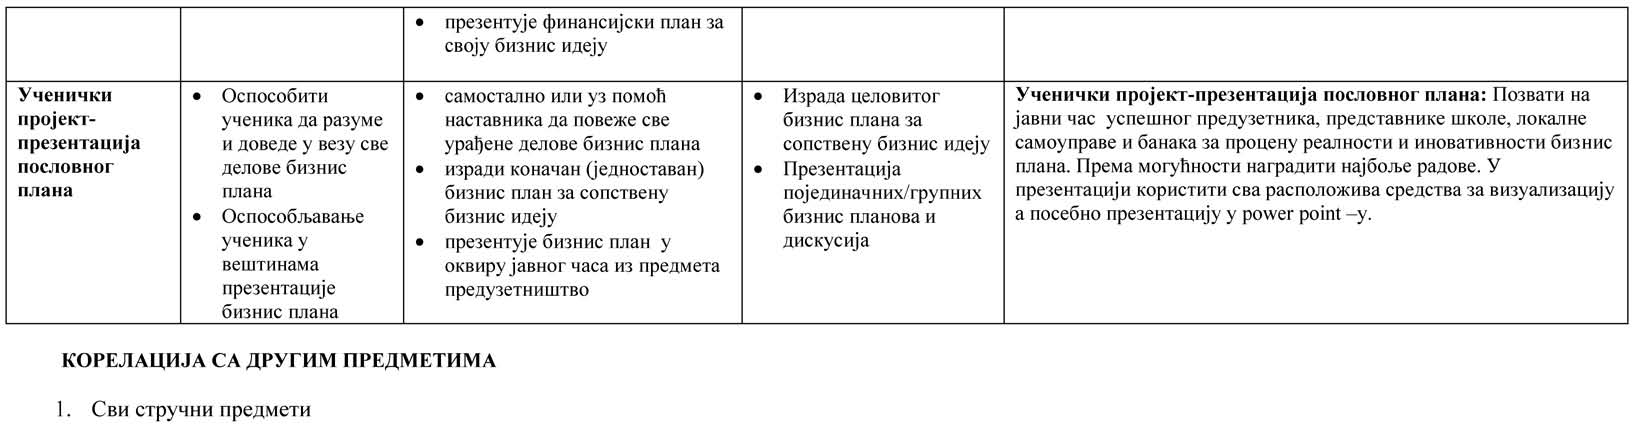 презентује финансијски план за
своју бизнис идеју
Ученички
пројект-
презентација
пословног
плана
Оспособити
ученика да разуме
и доведе у везу све
делове бизнис
плана
Оспособљавање
ученика у
вештинама
презентације
бизнис плана
самостално или уз помоћ
наставника да повеже све
урађене делове бизнис плана
изради коначан (једноставан)
бизнис план за сопствену
бизнис идеју
презентује бизнис план у
оквиру јавног часа из предмета
предузетништво
Израда целовитог
бизнис плана за
сопствену бизнис идеју
Презентација
појединачних/групних
бизнис планова и
дискусија
Ученички пројект-презентација пословног плана: Позвати на
јавни час успешног предузетника, представнике школе, локалне
самоуправе и банака за процену реалности и иновативности бизнис
плана. Према могућности наградити најбоље радове. У
презентацији користити сва расположива средства за визуализацију
а посебно презентацију у power point –у.
КОРЕЛАЦИЈА СА ДРУГИМ ПРЕДМЕТИМА
1. Сви стручни предмети